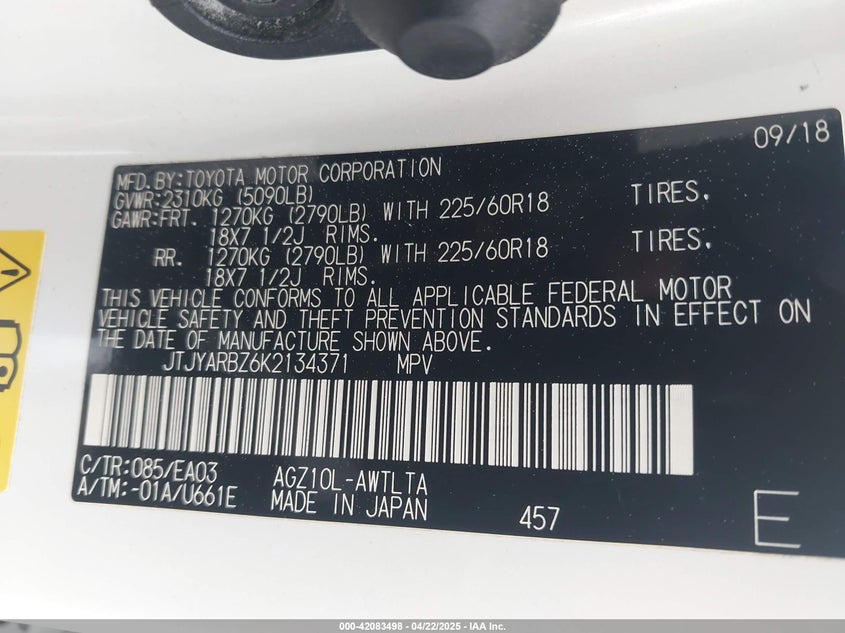 09/18
MFD.BY:TOYOTA MOTOR CORPORATION
GVWR:2310KG (5090LB)
GAWR:FRT. 1270KG (2790LB) WITH 225/60R18 TIRES.
18X7 1/2J RIMS.
RR. 1270KG (2790LB) WITH 225/60R18 TIRES.
18X7 1/2J RIMS.
THIS VEHICLE CONFORMS TO ALL APPLICABLE FEDERAL MOTOR
VEHICLE SAFETY AND THEFT PREVENTION STANDARDS IN EFFECT ON
THE DATE OF MANUFACTURE SHOWN ABOVE.
JTJYARBZ6K2134371 MPV
C/TR:085/EA03 AGZ10L-AWTLTA
A/TM:-01A/U661E MADE IN JAPAN 457 E
000-42083498 - 04/22/2025 - IAA Inc.